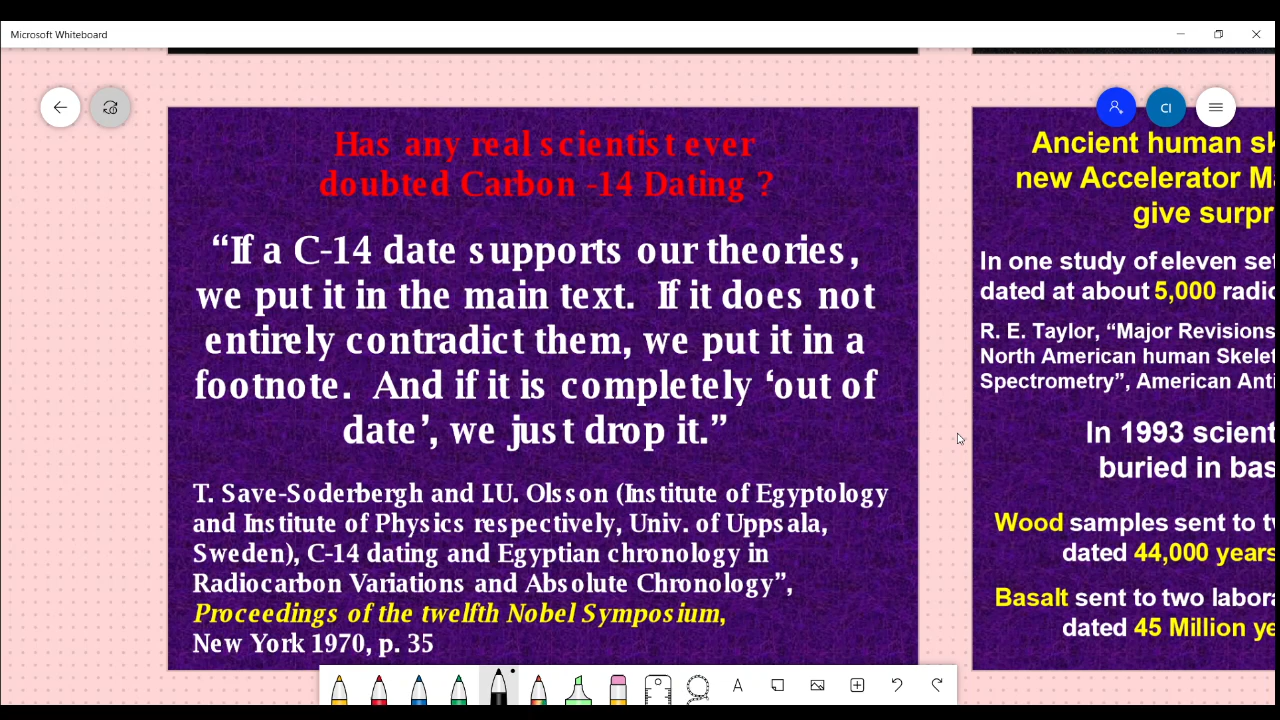 Microsoft Whiteboard
CI
Has any real scientist ever
doubted Carbon -14 Dating ?
“If a C-14 date supports our theories,
we put it in the main text. If it does not
entirely contradict them, we put it in a
footnote. And if it is completely ‘out of
date’, we just drop it.”
T. Save-Soderbergh and I.U. Olsson (Institute of Egyptology
and Institute of Physics respectively, Univ. of Uppsala,
Sweden), C-14 dating and Egyptian chronology in
Radiocarbon Variations and Absolute Chronology”,
Proceedings of the twelfth Nobel Symposium,
New York 1970, p. 35
Ancient human sk
new Accelerator Ma
give surpr
In one study of eleven set
dated at about 5,000 radio
R. E. Taylor, “Major Revisions
North American human Skelet
Spectrometry”, American Anti
In 1993 scient
buried in bas
Wood samples sent to tw
dated 44,000 years
Basalt sent to two labora
dated 45 Million ye
A